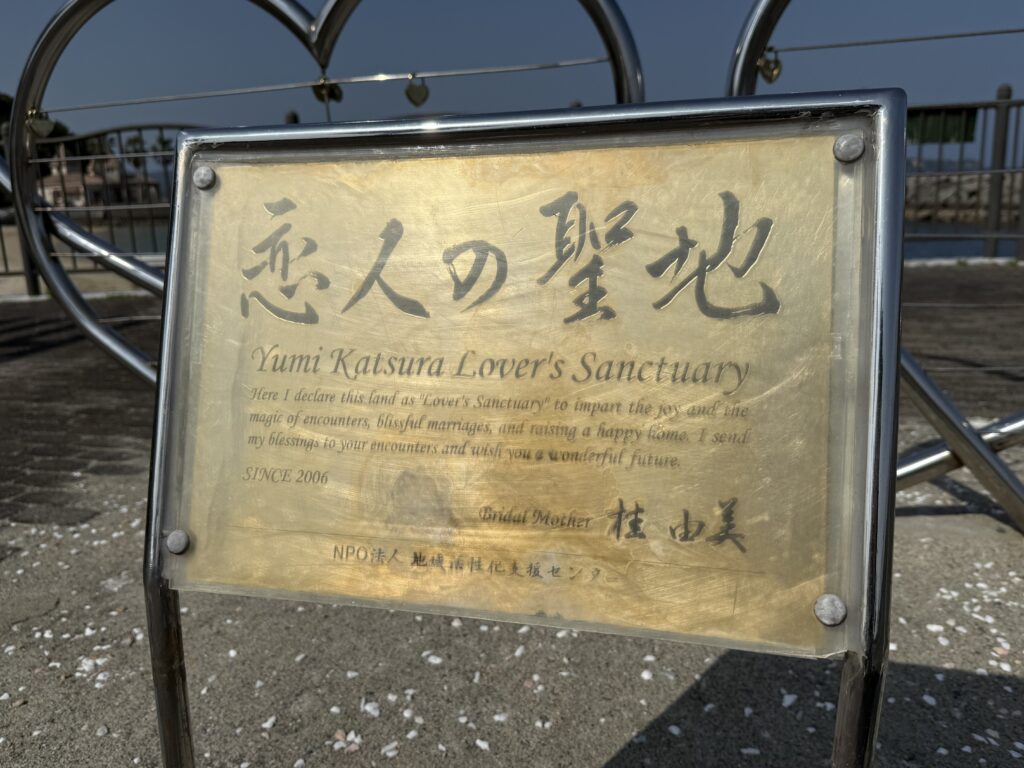 恋人の聖地
Yumi Katsura Lover's Sanctuary
Here I declare this land as "Lover's Sanctuary" to impart the joy and the
magic of encounters, blissful marriages, and raising a happy home. I send
my blessings to your encounters and wish you a wonderful future.
SINCE 2006
Bridal Mother 桂 由美
NPO法人 地域活性化支援センター